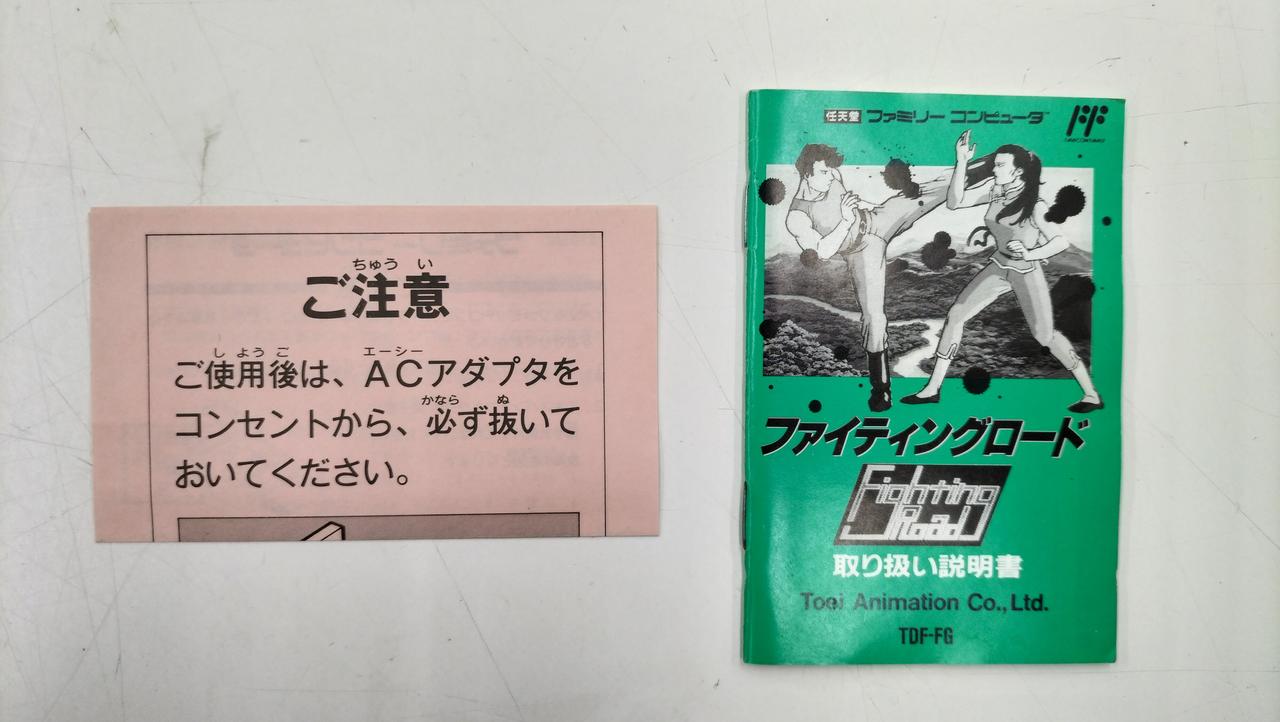 ご注意
ちゅう い
ご使用後は、ACアダプタを
しようご エーシー
コンセントから、必ず抜いて
かなら ぬ
おいてください。
任天堂 ファミリー コンピュータ™
FAMICOM FAMILY
ファイティングロード
Fighting Road
取り扱い説明書
Toei Animation Co., Ltd.
TDF-FG